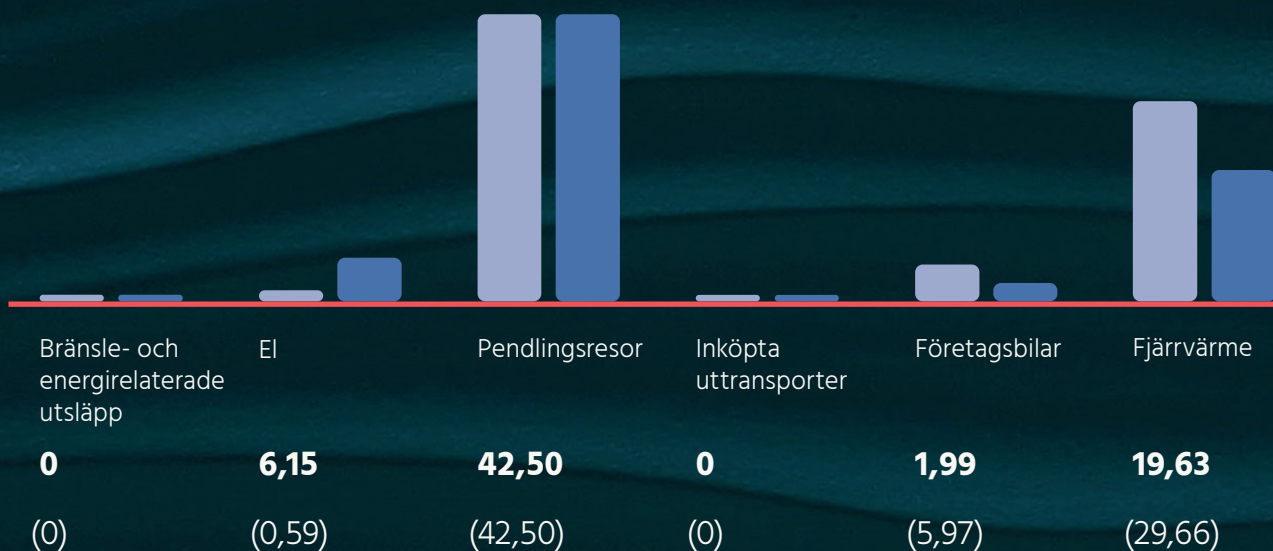 Bränsle- och
energirelaterade
utsläpp
0
(0)
El
6,15
(0,59)
Pendlingsresor
42,50
(42,50)
Inköpta
uttransporter
0
(0)
Företagsbilar
1,99
(5,97)
Fjärrvärme
19,63
(29,66)